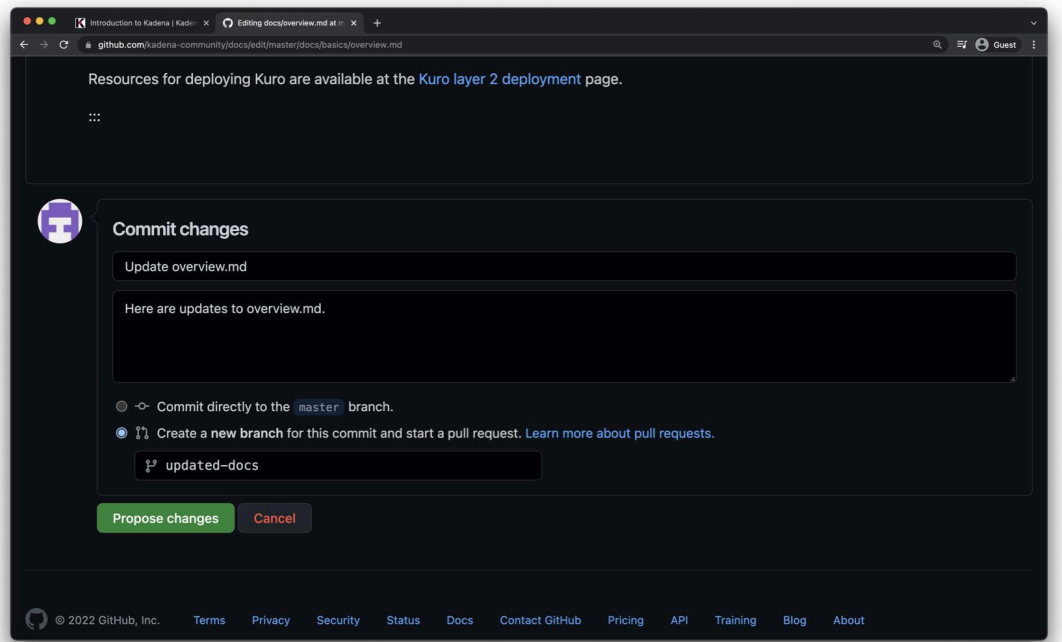 Introduction to Kadena | Kaden
Editing docs/overview.md at m
github.com/kadena-community/docs/edit/master/docs/basics/overview.md
Guest
Resources for deploying Kuro are available at the Kuro layer 2 deployment page.
:::
Commit changes
Update overview.md
Here are updates to overview.md.
Commit directly to the master branch.
Create a new branch for this commit and start a pull request. Learn more about pull requests.
updated-docs
Propose changes Cancel
© 2022 GitHub, Inc. Terms Privacy Security Status Docs Contact GitHub Pricing API Training Blog About